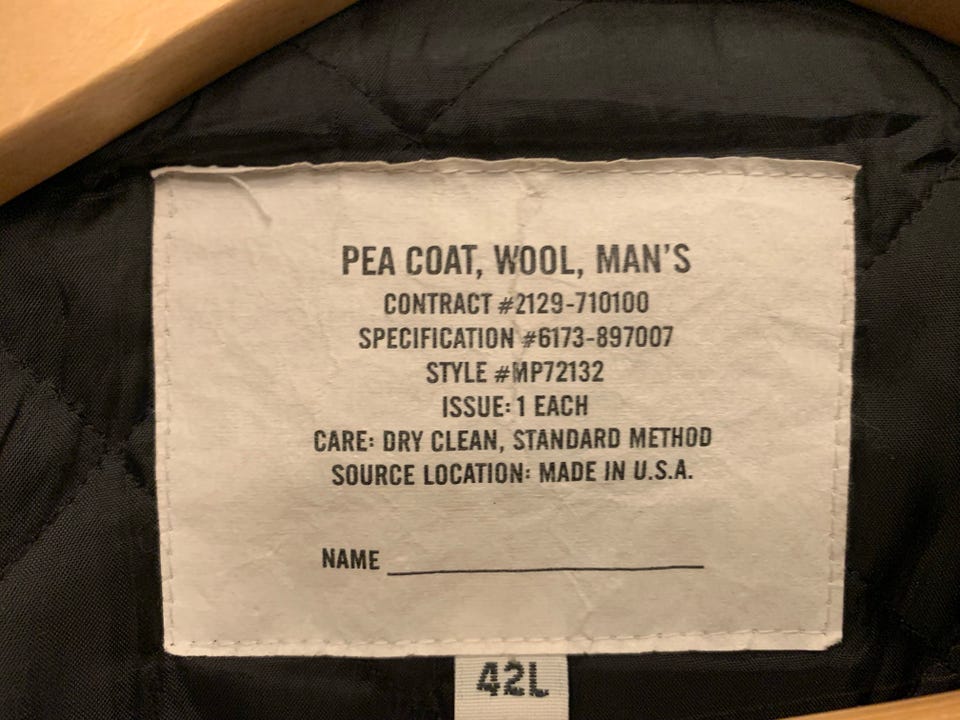 PEA COAT, WOOL, MAN'S
CONTRACT #2129-710100
SPECIFICATION #6173-897007
STYLE #MP72132
ISSUE: 1 EACH
CARE: DRY CLEAN, STANDARD METHOD
SOURCE LOCATION: MADE IN U.S.A.
NAME
42L